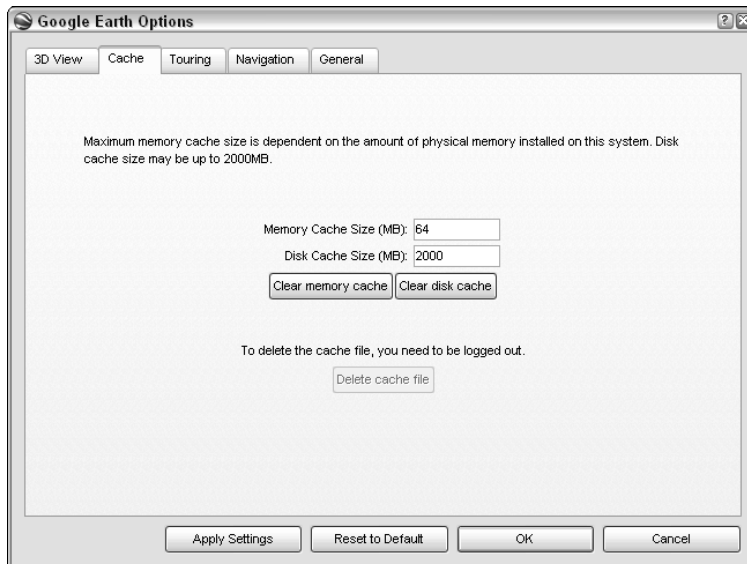 Google Earth Options
3D View
Cache
Touring
Navigation
General
Maximum memory cache size is dependent on the amount of physical memory installed on this system. Disk
cache size may be up to 2000MB.
Memory Cache Size (MB): 64
Disk Cache Size (MB): 2000
Clear memory cache
Clear disk cache
To delete the cache file, you need to be logged out.
Delete cache file
Apply Settings
Reset to Default
OK
Cancel